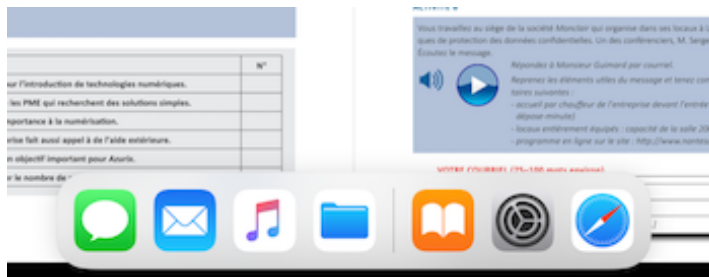 N°
ur l'introduction de technologies numériques.
les PME qui recherchent des solutions simples.
mportance à la numérisation.
rise fait aussi appel à de l'aide extérieure.
n objectif important pour Azurix.
r le nombre de
Vous travaillez au siège de la société Monclair qui organise dans ses locaux à
ques de protection des données confidentielles. Un des conférenciers, M. Serge
Écoutez le message.
Répondez à Monsieur Guimard par courriel.
Reprenez les éléments utiles du message et tenez
taires suivantes :
- accueil par chauffeur de l'entreprise devant l'entrée
dépose minute)
- locaux entièrement équipés : capacité de la salle 20
- programme en ligne sur le site : http://www.nantes
VOTRE COURRIEL (75–100 mots environ)